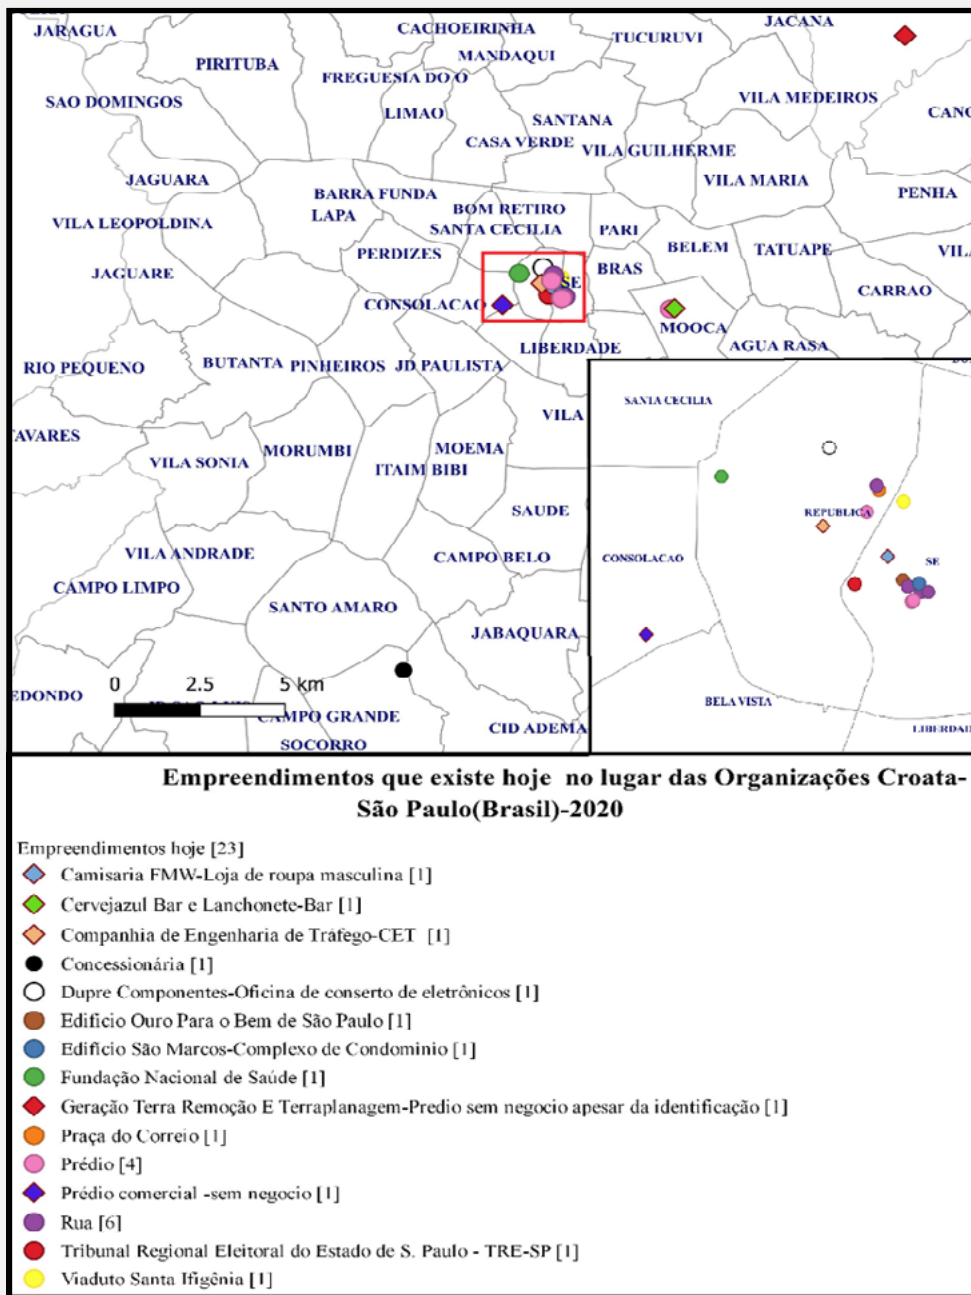 JARAGUA
CACHOEIRINHA
JACANA
TUCURUVI
MANDAQUI
PIRITUBA
FREGUESIA DO O
SAO DOMINGOS
LIMAO
VILA MEDEIROS
SANTANA
CASA VERDE
VILA GUILHERME
JAGUARA
VILA MARIA
PENHA
BARRA FUNDA
LAPA
BOM RETIRO
VILA LEOPOLDINA
SANTA CECILIA
PARI
PERDIZES
BELEM
TATUAPE
JAGUARE
BRAS
SE
CARRAO
CONSOLACAO
MOOCA
LIBERDADE
AGUA RASA
RIO PEQUENO
BUTANTA
PINHEIROS
JD PAULISTA
VILA
TAVARES
MORUMBI
MOEMA
VILA SONIA
ITAIM BIBI
SAUDE
VILA ANDRADE
CAMPO BELO
CAMPO LIMPO
SANTO AMARO
JABAQUARA
0 2.5 5 km
EDONDO
CAMPO GRANDE
CID ADEMA
SOCORRO
SANTA CECILIA
REPUBLICA
CONSOLACAO
SE
BELA VISTA
LIBERDAD
Empreendimentos que existe hoje no lugar das Organizações Croata-
São Paulo(Brasil)-2020
Empreendimentos hoje [23]
Camisaria FMW-Loja de roupa masculina [1]
Cervejazul Bar e Lanchonete-Bar [1]
Companhia de Engenharia de Tráfego-CET [1]
Concessionária [1]
Dupre Componentes-Oficina de conserto de eletrônicos [1]
Edificio Ouro Para o Bem de São Paulo [1]
Edifício São Marcos-Complexo de Condominio [1]
Fundação Nacional de Saúde [1]
Geração Terra Remoção E Terraplanagem-Predio sem negocio apesar da identificação [1]
Praça do Correio [1]
Prédio [4]
Prédio comercial -sem negocio [1]
Rua [6]
Tribunal Regional Eleitoral do Estado de S. Paulo - TRE-SP [1]
Viaduto Santa Ifigênia [1]